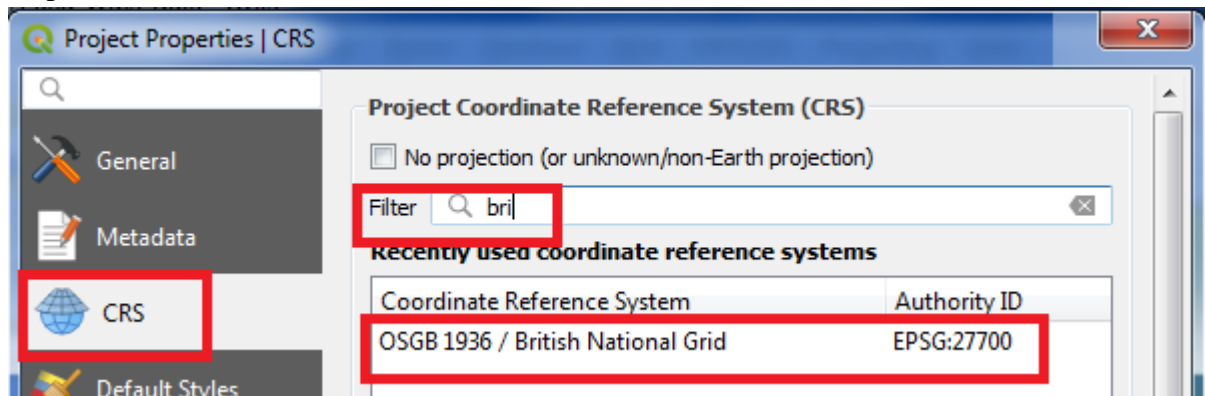 Project Properties | CRS
General
Metadata
CRS
Default Styles
Project Coordinate Reference System (CRS)
No projection (or unknown/non-Earth projection)
Filter bri
Recently used coordinate reference systems
Coordinate Reference System Authority ID
OSGB 1936 / British National Grid EPSG:27700